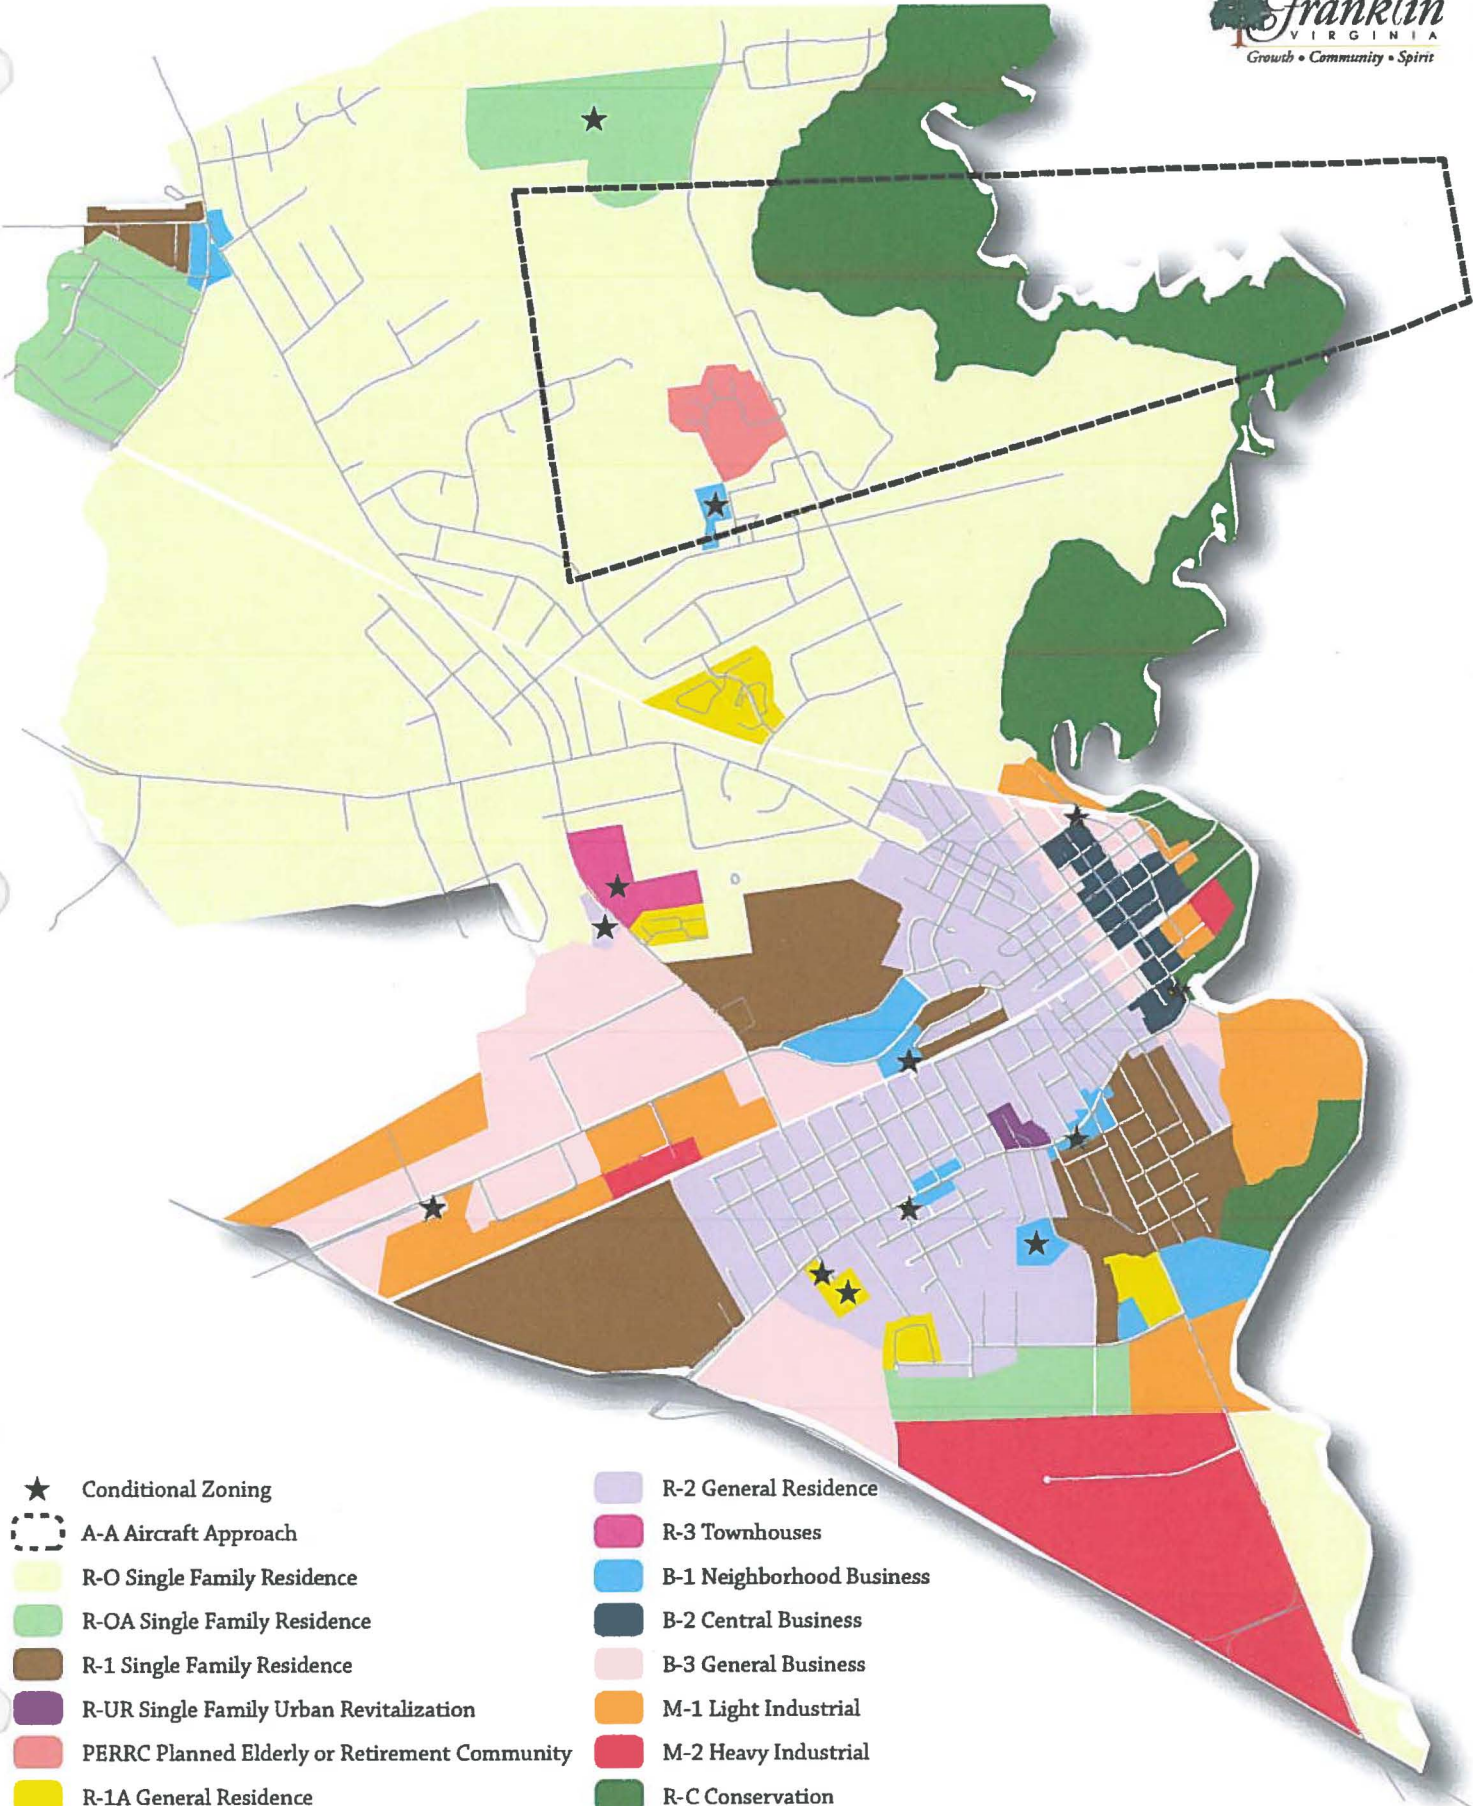 franklin
VIRGINIA
Growth • Community • Spirit
Conditional Zoning
A-A Aircraft Approach
R-O Single Family Residence
R-OA Single Family Residence
R-1 Single Family Residence
R-UR Single Family Urban Revitalization
PERRC Planned Elderly or Retirement Community
R-1A General Residence
R-2 General Residence
R-3 Townhouses
B-1 Neighborhood Business
B-2 Central Business
B-3 General Business
M-1 Light Industrial
M-2 Heavy Industrial
R-C Conservation